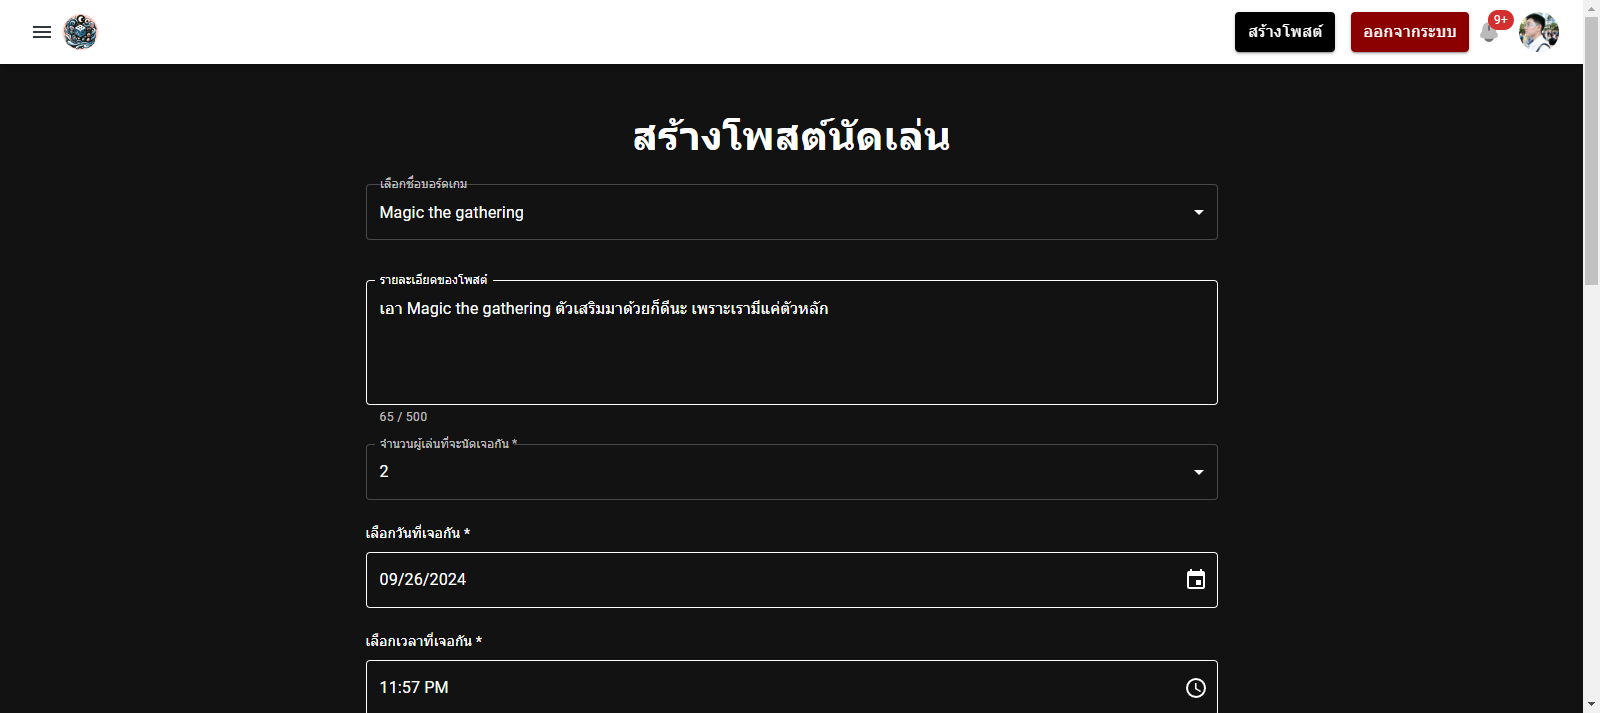 สร้างโพสต์
ออกจากระบบ
9+
สร้างโพสต์นัดเล่น
เลือกชื่อบอร์ดเกม
Magic the gathering
รายละเอียดของโพสต์
เอา Magic the gathering ตัวเสริมมาด้วยก็ดีนะ เพราะเรามีแค่ตัวหลัก
65 / 500
จำนวนผู้เล่นที่จะนัดเจอกัน *
2
เลือกวันที่เจอกัน *
09/26/2024
เลือกเวลาที่เจอกัน *
11:57 PM